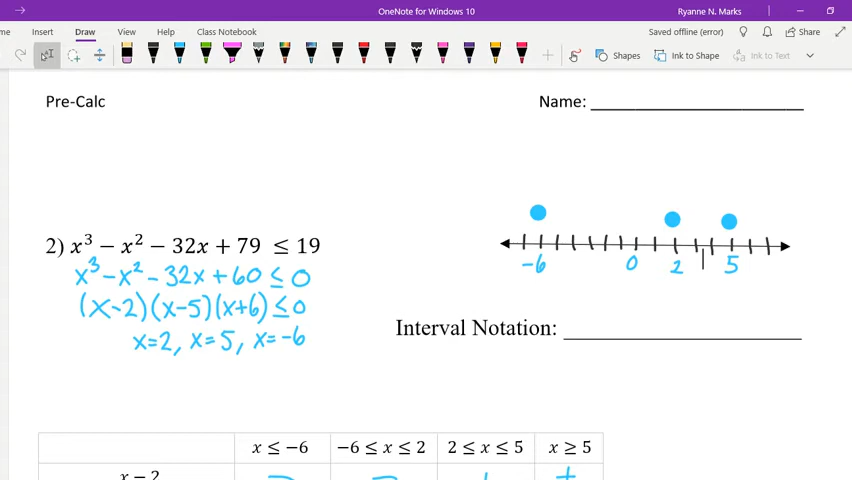 OneNote for Windows 10
Ryanne N. Marks
me Insert Draw View Help Class Notebook
Saved offline (error) Share
Shapes Ink to Shape Ink to Text
Pre-Calc
Name: ____________________
2) x³ − x² − 32x + 79 ≤ 19
x³ − x² − 32x + 60 ≤ 0
(x−2)(x−5)(x+6) ≤ 0
x=2, x=5, x=−6
−6 0 2 5
Interval Notation: ____________________
x ≤ −6 −6 ≤ x ≤ 2 2 ≤ x ≤ 5 x ≥ 5
x − 2 − − + +